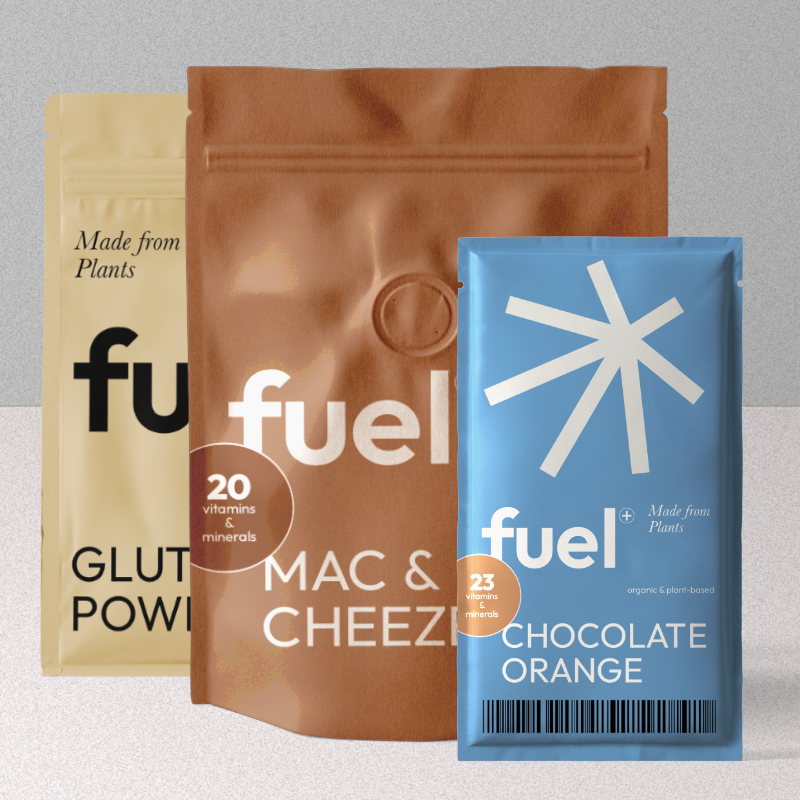 Made from
Plants
fu
GLUT
POWI
fuel
20
vitamins
&
minerals
MAC &
CHEEZE
fuel+
Made from
Plants
23
vitamins
&
minerals
organic & plant-based
CHOCOLATE
ORANGE